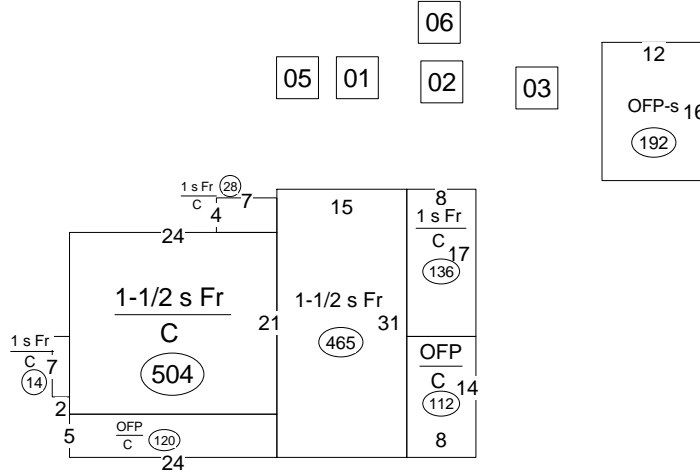 06
05 01 02 03
12
OFP-s 16
192
1 s Fr 28
C 4 7
24
15
8
1 s Fr
C 17
136
1-1/2 s Fr
C
504
21
1-1/2 s Fr
465
31
1 s Fr
C 7
14
2
OFP
C 14
112
8
5
OFP
C 120
24